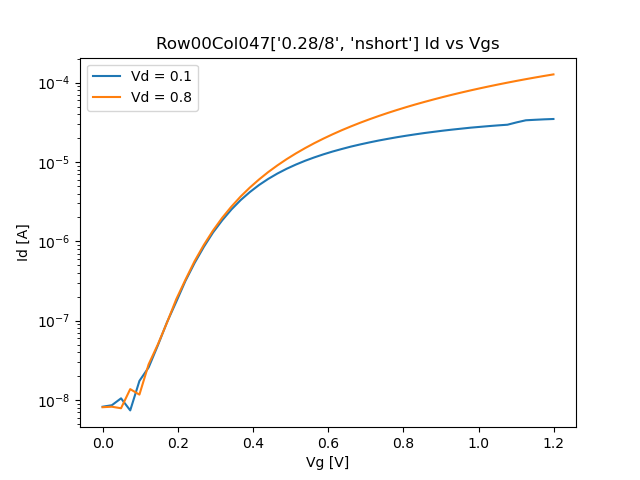 Row00Col047['0.28/8', 'nshort'] Id vs Vgs
Vd = 0.1
Vd = 0.8
Id [A]
10⁻⁴
10⁻⁵
10⁻⁶
10⁻⁷
10⁻⁸
0.0 0.2 0.4 0.6 0.8 1.0 1.2
Vg [V]